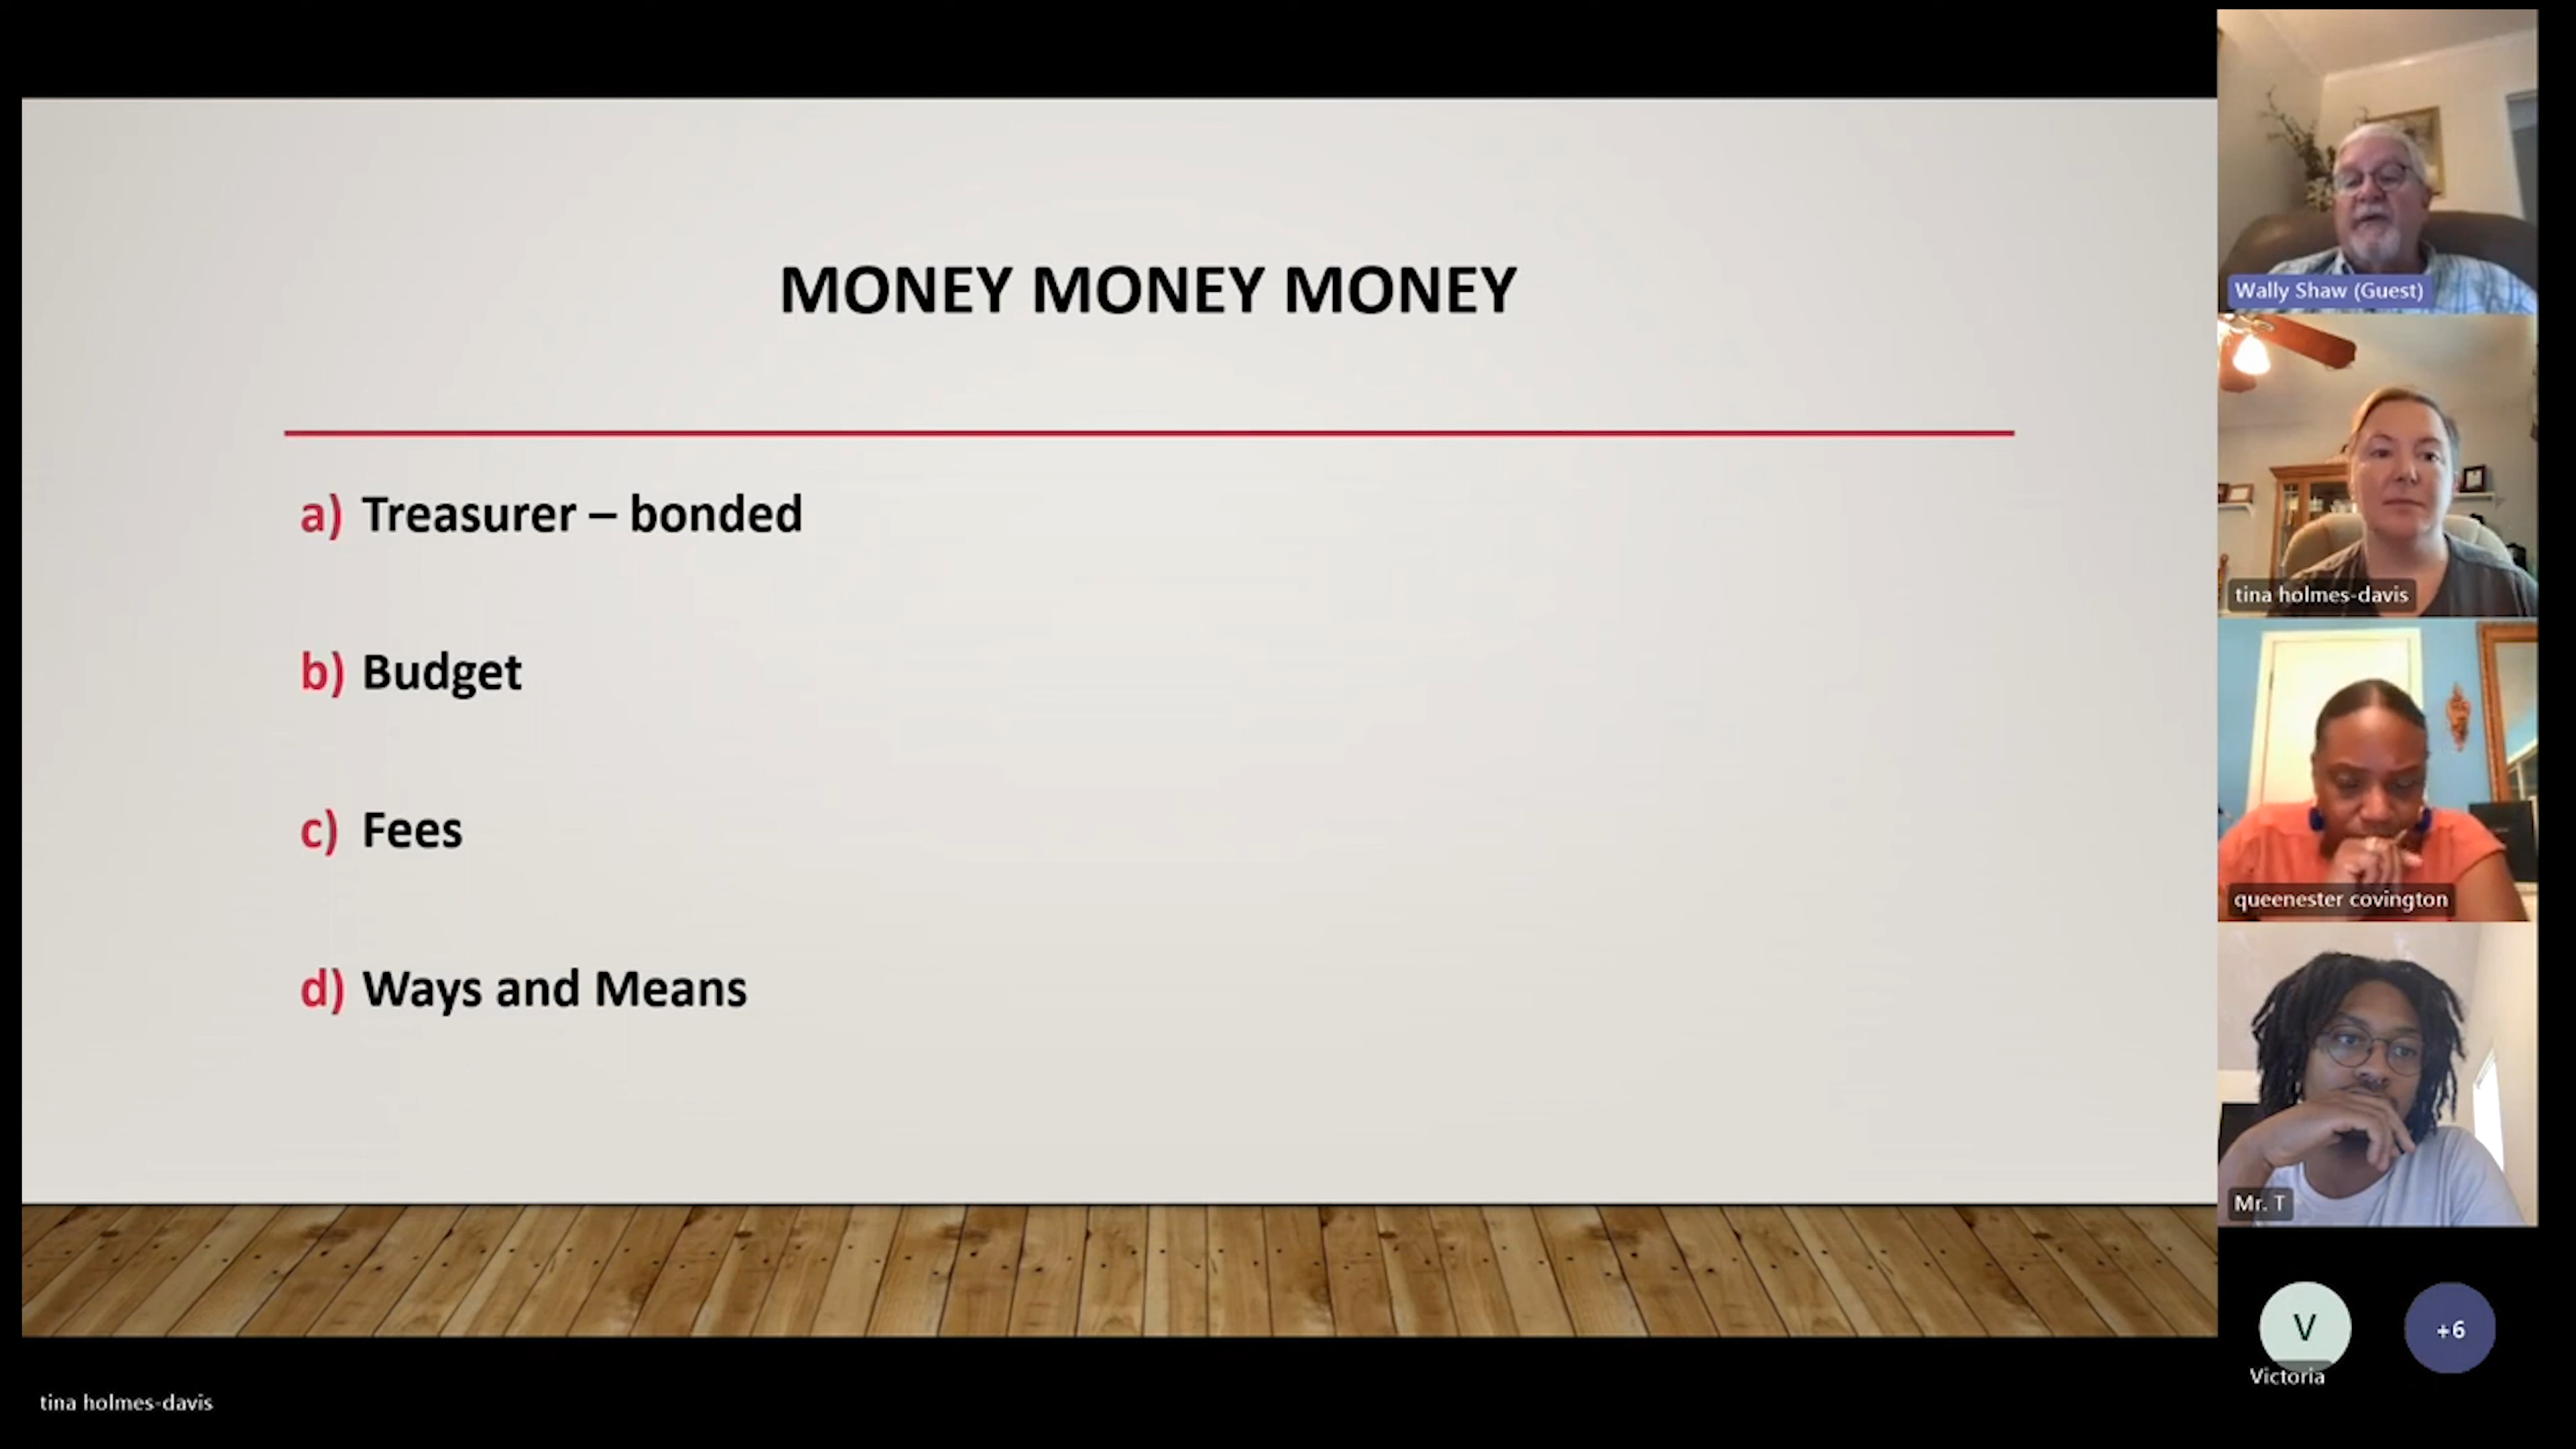 MONEY MONEY MONEY
a) Treasurer – bonded
b) Budget
c) Fees
d) Ways and Means
Wally Shaw (Guest)
tina holmes-davis
queenester covington
Mr. T
V
Victoria
+6
tina holmes-davis